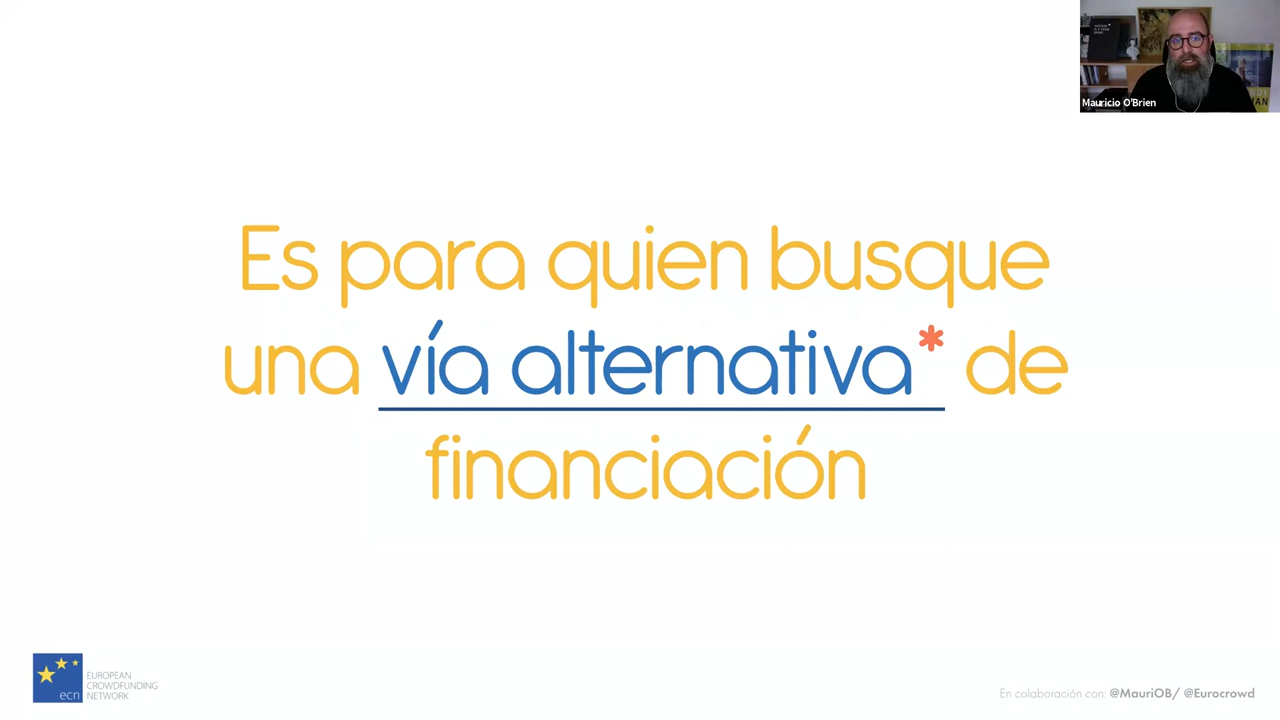 Mauricio O'Brien
Es para quien busque
una vía alternativa* de
financiación
ecn
EUROPEAN
CROWDFUNDING
NETWORK
En colaboración con: @MauriOB/ @Eurocrowd